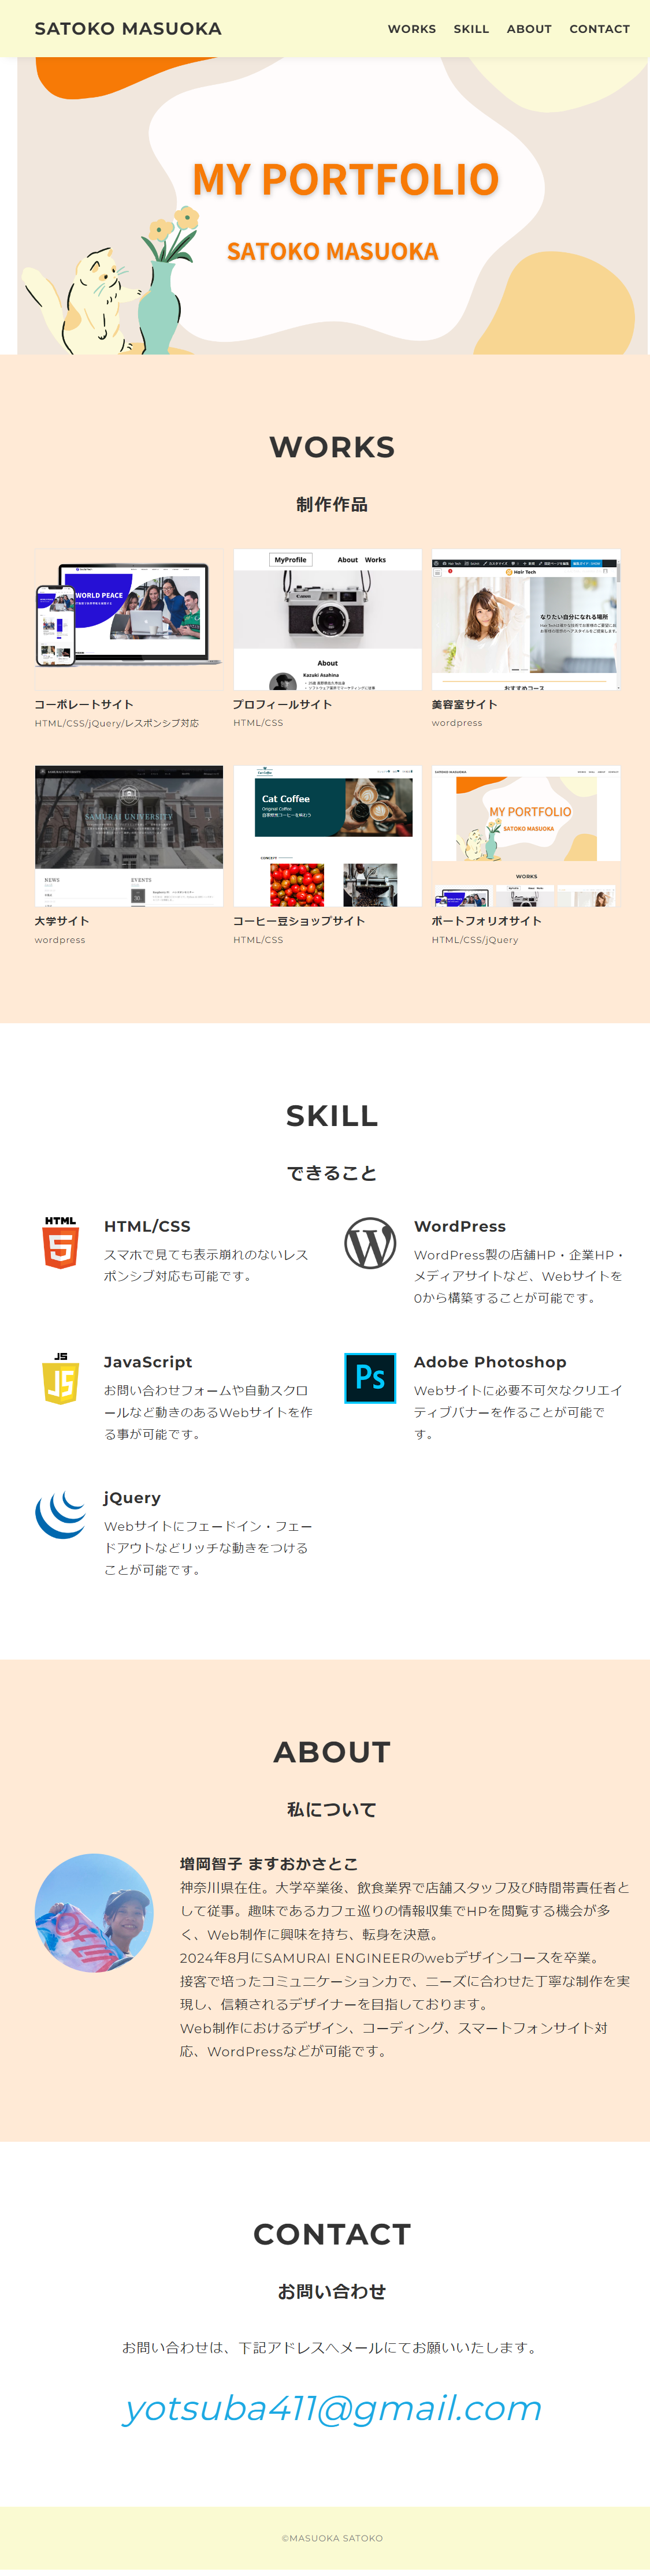 SATOKO MASUOKA
WORKS SKILL ABOUT CONTACT
MY PORTFOLIO
SATOKO MASUOKA
WORKS
制作作品
WORLD PEACE
MyProfile About Works
About
Kazuki Asahina
Hair Tech
なりたい自分になれる場所
おすすめコース
コーポレートサイト
HTML/CSS/jQuery/レスポンシブ対応
プロフィールサイト
HTML/CSS
美容室サイト
wordpress
SAMURAI UNIVERSITY
NEWS
EVENTS
Cat Coffee
Original Coffee
自家焙煎コーヒーを味わう
CONCEPT
SATOKO MASUOKA
MY PORTFOLIO
SATOKO MASUOKA
WORKS
大学サイト
wordpress
コーヒー豆ショップサイト
HTML/CSS
ポートフォリオサイト
HTML/CSS/jQuery
SKILL
できること
HTML
5
HTML/CSS
スマホで見ても表示崩れのないレス
ポンシブ対応も可能です。
W
WordPress
WordPress製の店舗HP・企業HP・
メディアサイトなど、Webサイトを
0から構築することが可能です。
JS
JS
JavaScript
お問い合わせフォームや自動スクロ
ールなど動きのあるWebサイトを作
る事が可能です。
Ps
Adobe Photoshop
Webサイトに必要不可欠なクリエイ
ティブバナーを作ることが可能で
す。
jQuery
Webサイトにフェードイン・フェー
ドアウトなどリッチな動きをつける
ことが可能です。
ABOUT
私について
増岡智子 ますおかさとこ
神奈川県在住。大学卒業後、飲食業界で店舗スタッフ及び時間帯責任者と
して従事。趣味であるカフェ巡りの情報収集でHPを閲覧する機会が多
く、Web制作に興味を持ち、転身を決意。
2024年8月にSAMURAI ENGINEERのwebデザインコースを卒業。
接客で培ったコミュニケーション力で、ニーズに合わせた丁寧な制作を実
現し、信頼されるデザイナーを目指しております。
Web制作におけるデザイン、コーディング、スマートフォンサイト対
応、WordPressなどが可能です。
CONTACT
お問い合わせ
お問い合わせは、下記アドレスへメールにてお願いいたします。
yotsuba411@gmail.com
©MASUOKA SATOKO